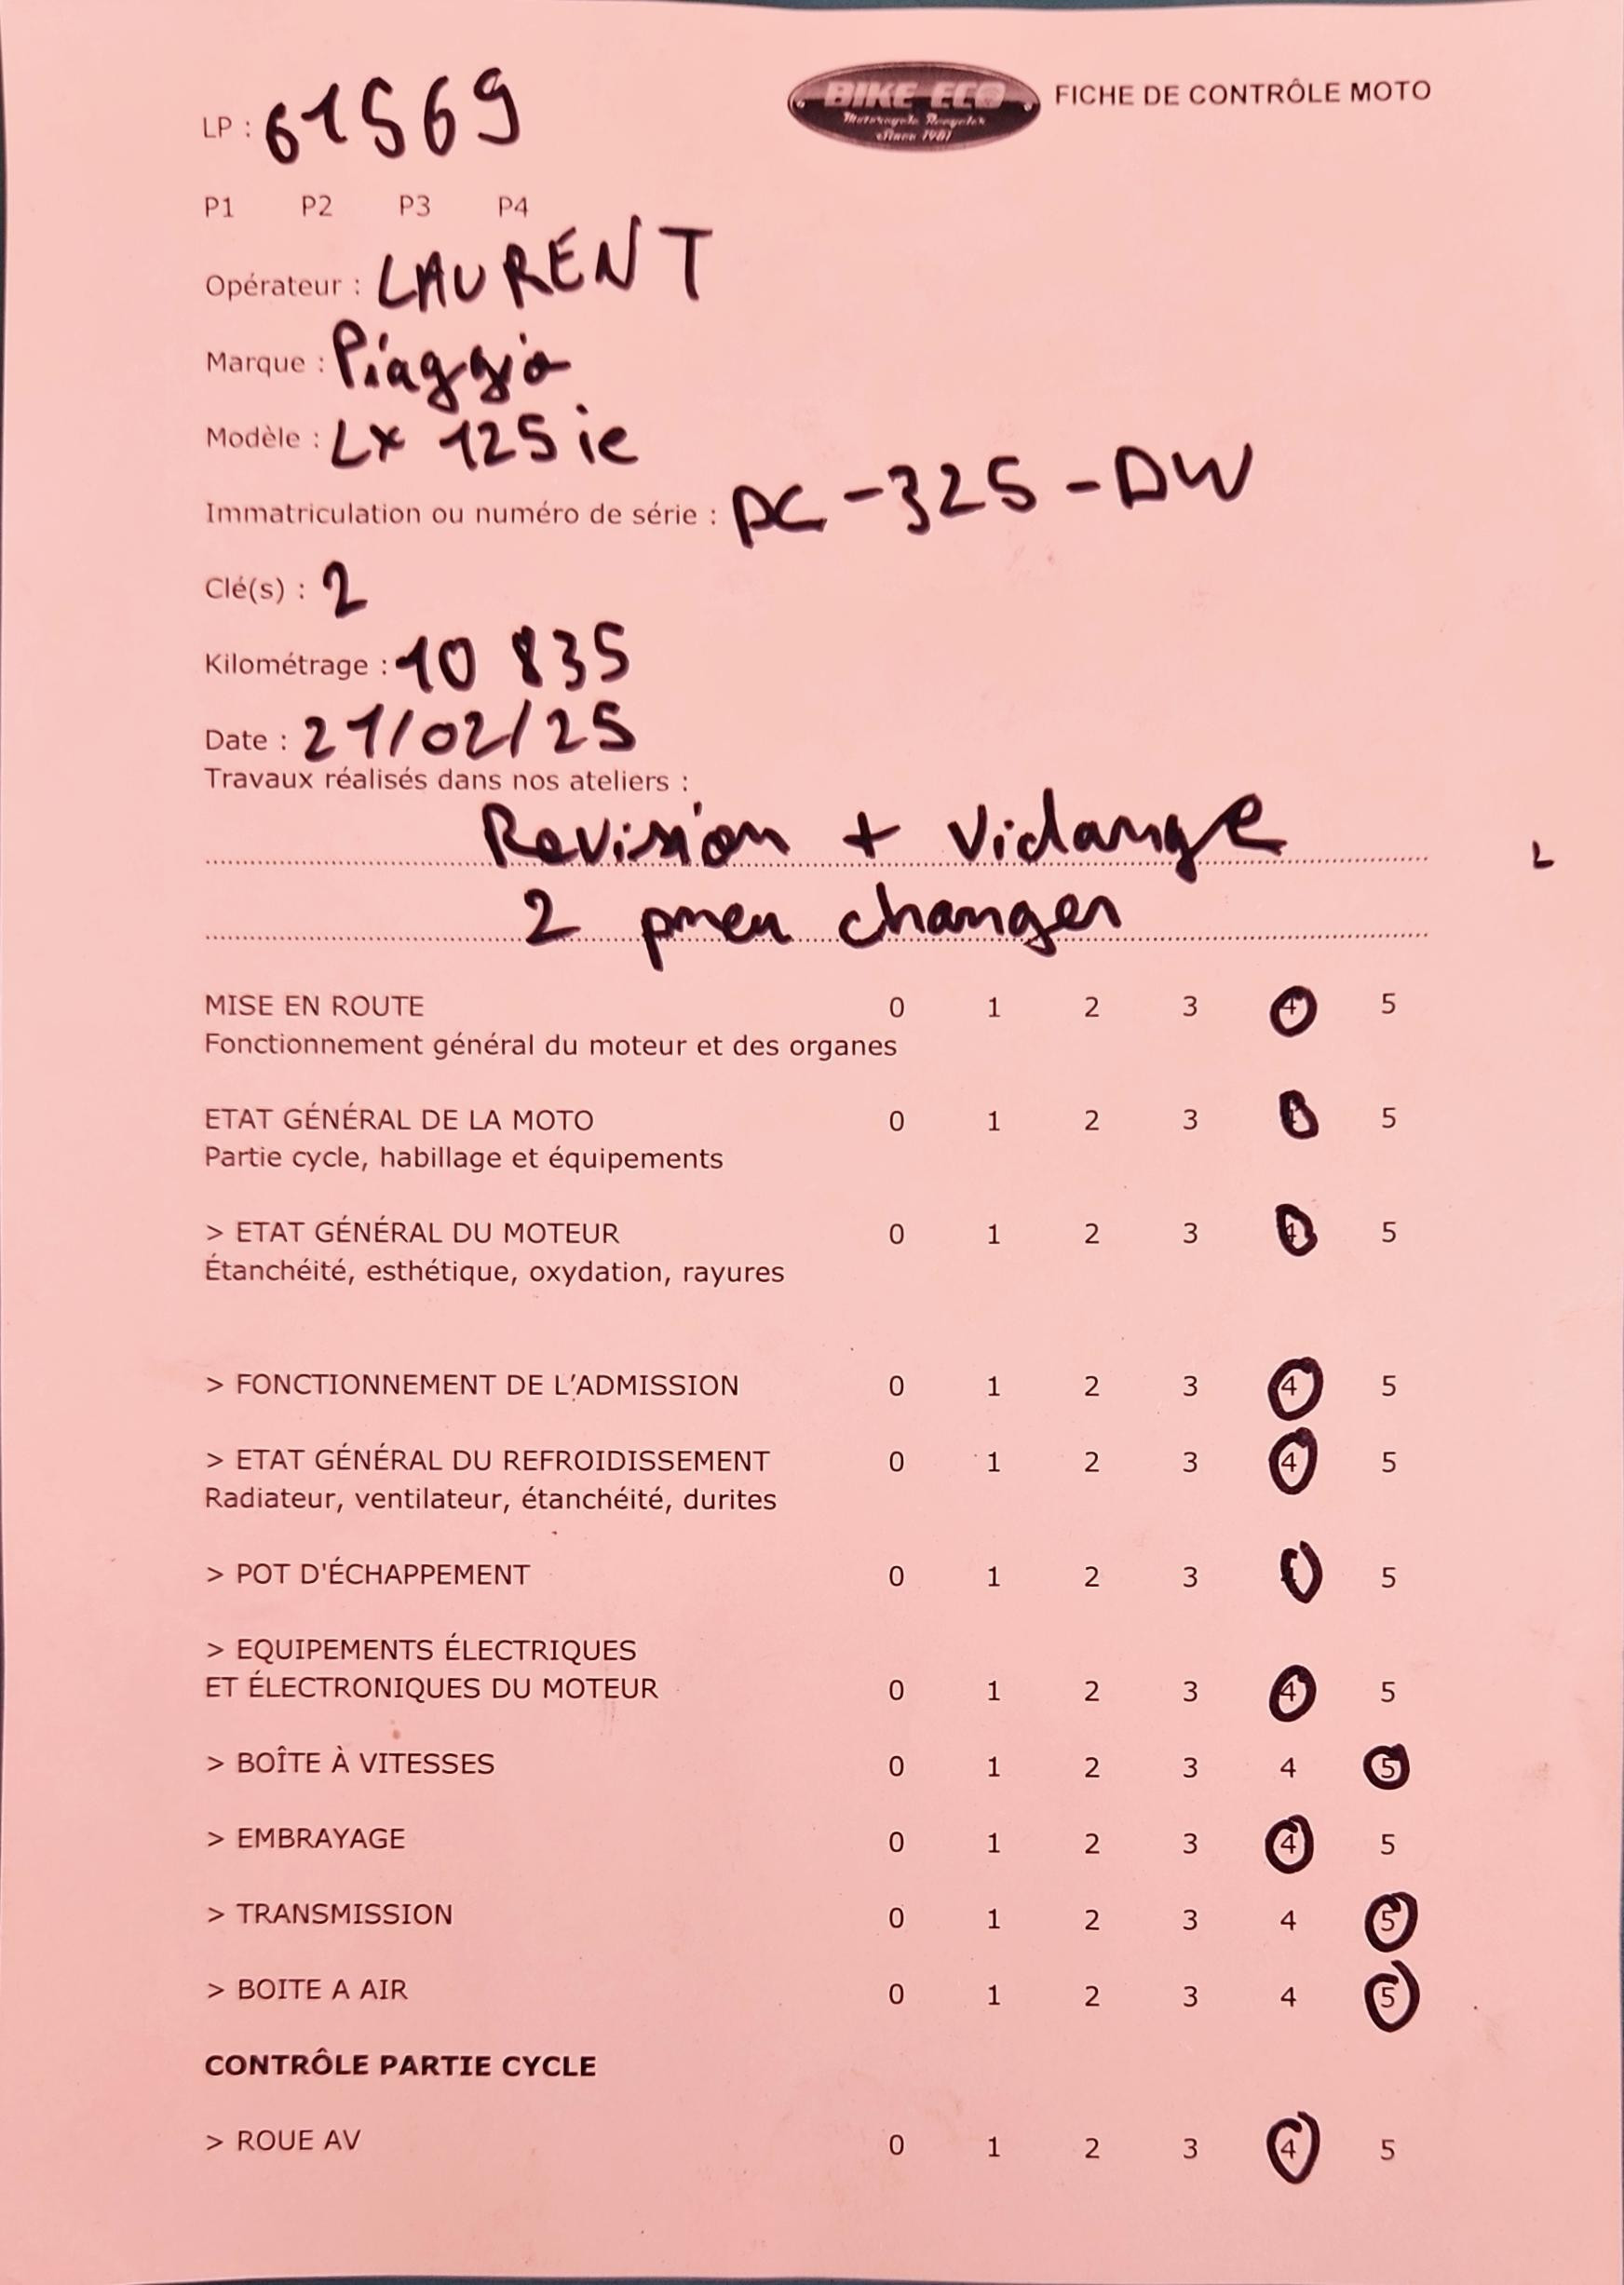 LP : 61569
BIKE ECO
Motorcycle Recycler
Since 1981
FICHE DE CONTRÔLE MOTO
P1 P2 P3 P4
Opérateur : LAURENT
Marque : Piaggio
Modèle : LX 125 ie
Immatriculation ou numéro de série : DC-325-DW
Clé(s) : 2
Kilométrage : 10 835
Date : 21/02/25
Travaux réalisés dans nos ateliers :
Revision + Vidange
2 pneu changer
MISE EN ROUTE 0 1 2 3 4 5
Fonctionnement général du moteur et des organes
ETAT GÉNÉRAL DE LA MOTO 0 1 2 3 4 5
Partie cycle, habillage et équipements
> ETAT GÉNÉRAL DU MOTEUR 0 1 2 3 4 5
Étanchéité, esthétique, oxydation, rayures
> FONCTIONNEMENT DE L'ADMISSION 0 1 2 3 4 5
> ETAT GÉNÉRAL DU REFROIDISSEMENT 0 1 2 3 4 5
Radiateur, ventilateur, étanchéité, durites
> POT D'ÉCHAPPEMENT 0 1 2 3 4 5
> EQUIPEMENTS ÉLECTRIQUES
ET ÉLECTRONIQUES DU MOTEUR 0 1 2 3 4 5
> BOÎTE À VITESSES 0 1 2 3 4 5
> EMBRAYAGE 0 1 2 3 4 5
> TRANSMISSION 0 1 2 3 4 5
> BOITE A AIR 0 1 2 3 4 5
CONTRÔLE PARTIE CYCLE
> ROUE AV 0 1 2 3 4 5